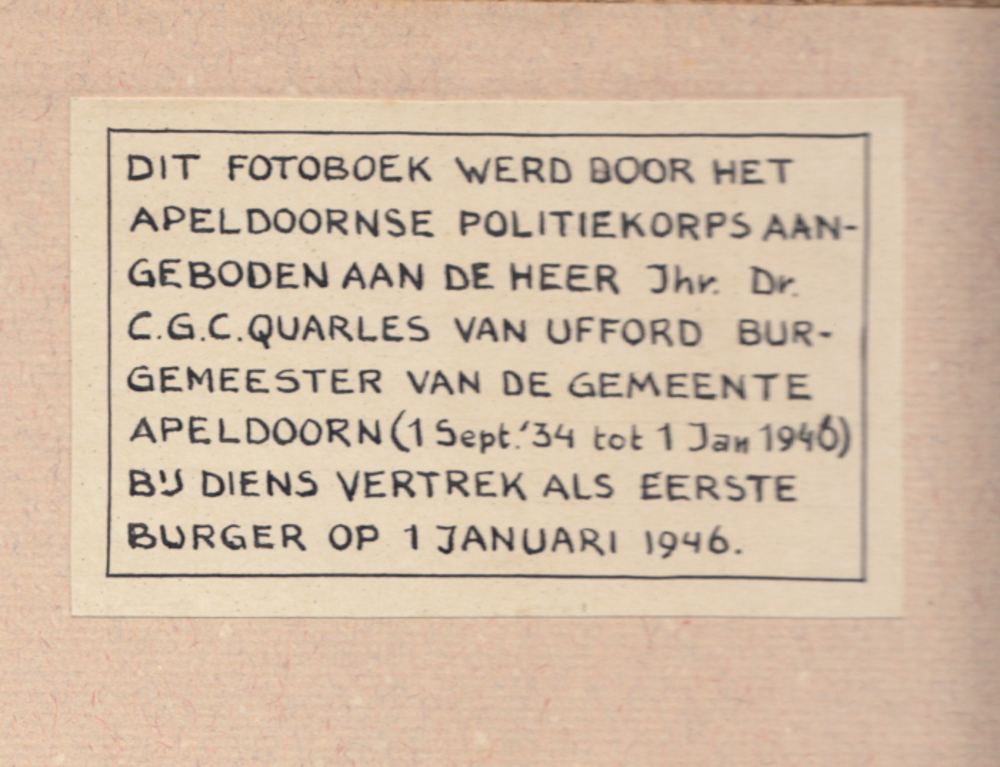 DIT FOTOBOEK WERD DOOR HET
APELDOORNSE POLITIEKORPS AAN-
GEBODEN AAN DE HEER Jhr. Dr.
C.G.C. QUARLES VAN UFFORD BUR-
GEMEESTER VAN DE GEMEENTE
APELDOORN (1 Sept.'34 tot 1 Jan 1946)
BIJ DIENS VERTREK ALS EERSTE
BURGER OP 1 JANUARI 1946.